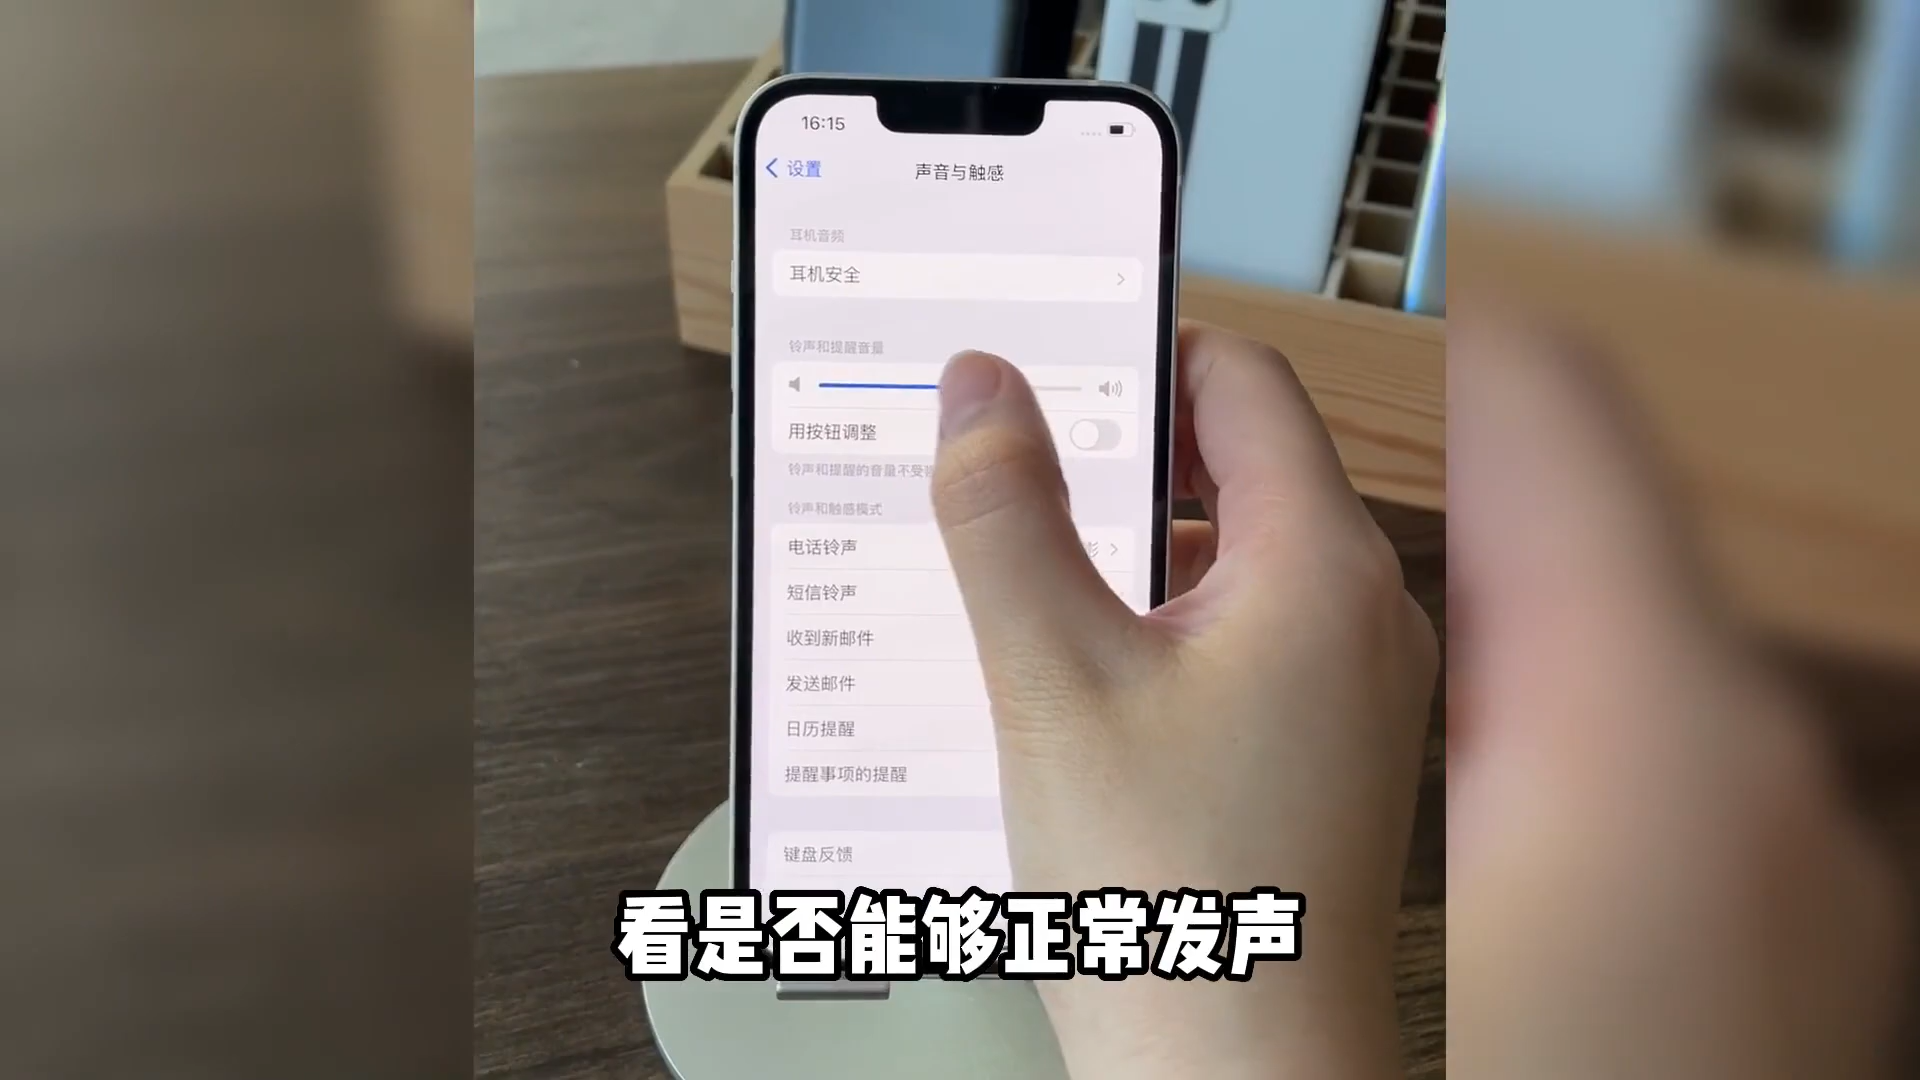 16:15
设置
声音与触感
耳机音频
耳机安全
铃声和提醒音量
用按钮调整
铃声和提醒的音量不受
铃声和触感模式
电话铃声
短信铃声
收到新邮件
发送邮件
日历提醒
提醒事项的提醒
键盘反馈
看是否能够正常发声